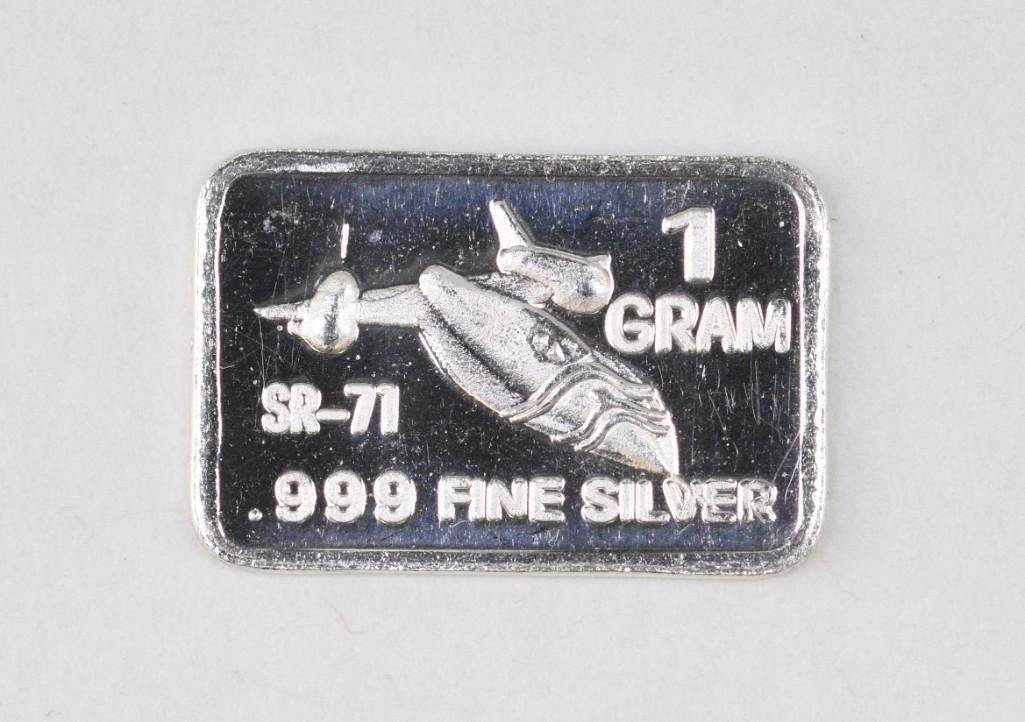 1
GRAM
SR-71
.999 FINE SILVER